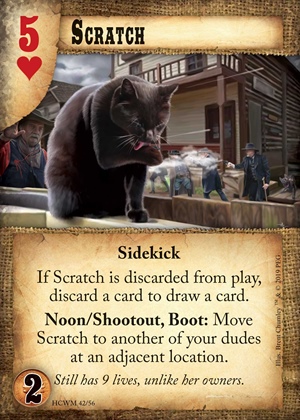 5
Scratch
Sidekick
If Scratch is discarded from play,
discard a card to draw a card.
Noon/Shootout, Boot: Move
Scratch to another of your dudes
at an adjacent location.
Still has 9 lives, unlike her owners.
2
HCWM 42/56